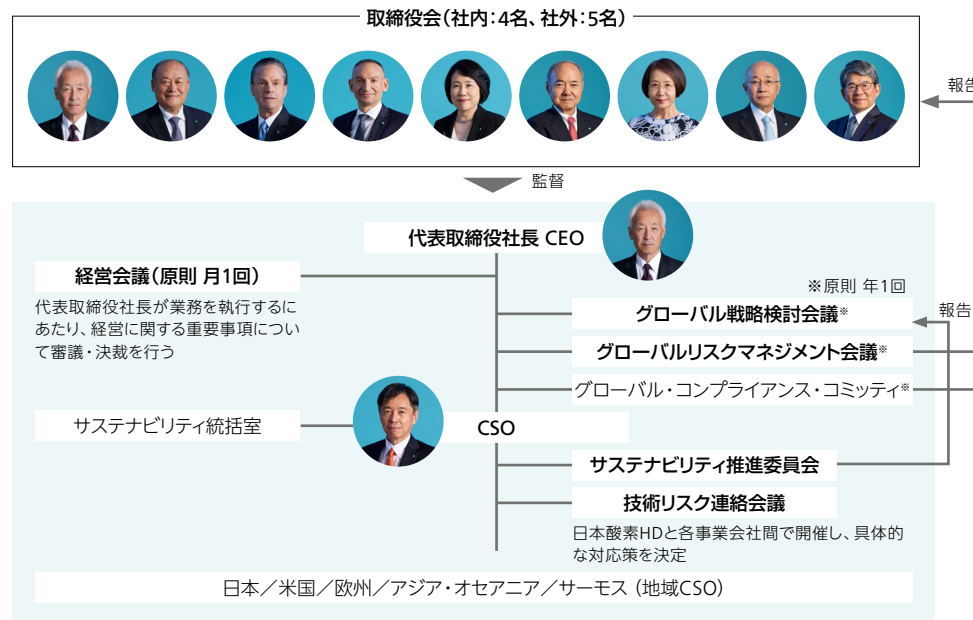 取締役会（社内：4名、社外：5名）
報告
監督
代表取締役社長 CEO
経営会議（原則 月1回）
代表取締役社長が業務を執行するに
あたり、経営に関する重要事項につい
て審議・決裁を行う
※原則 年1回
グローバル戦略検討会議※
報告
グローバルリスクマネジメント会議※
グローバル・コンプライアンス・コミッティ※
サステナビリティ統括室
CSO
サステナビリティ推進委員会
技術リスク連絡会議
日本酸素HDと各事業会社間で開催し、具体的
な対応策を決定
日本／米国／欧州／アジア・オセアニア／サーモス（地域CSO）